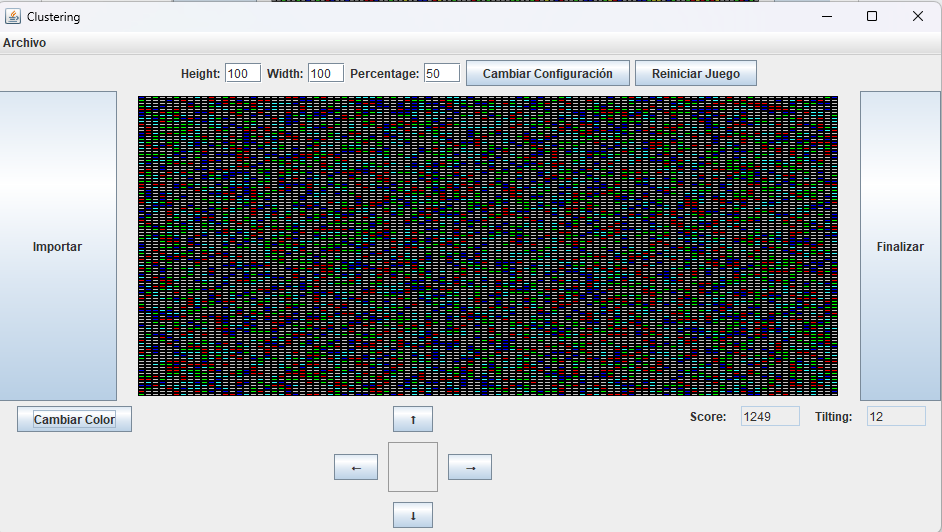 Clustering
Archivo
Height: 100 Width: 100 Percentage: 50 Cambiar Configuración Reiniciar Juego
Importar
Finalizar
Cambiar Color
↑
Score: 1249 Tilting: 12
← →
↓